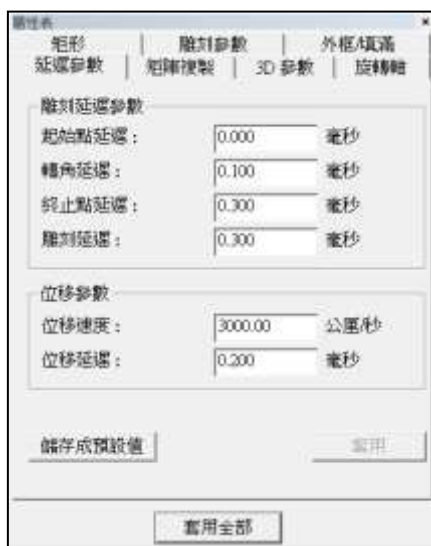 屬性表
矩形 雕刻參數 外框/填滿
延遲參數 矩陣複製 3D 參數 旋轉軸
雕刻延遲參數
起始點延遲： 0.000 毫秒
轉角延遲： 0.100 毫秒
終止點延遲： 0.300 毫秒
雕刻延遲： 0.300 毫秒
位移參數
位移速度： 3000.00 公厘/秒
位移延遲： 0.200 毫秒
儲存成預設值 套用
套用全部